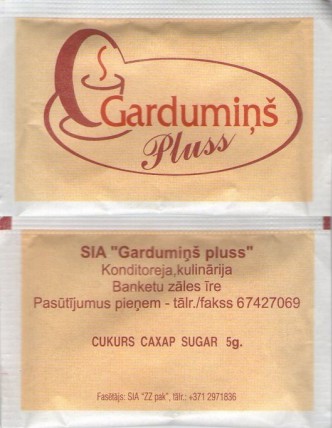 Gardumiņš
Pluss
SIA "Gardumiņš pluss"
Konditoreja,kulinārija
Banketu zāles īre
Pasūtījumus pieņem - tālr./fakss 67427069
CUKURS САХАР SUGAR 5g.
Fasētājs: SIA "ZZ pak", tālr.: +371 2971836